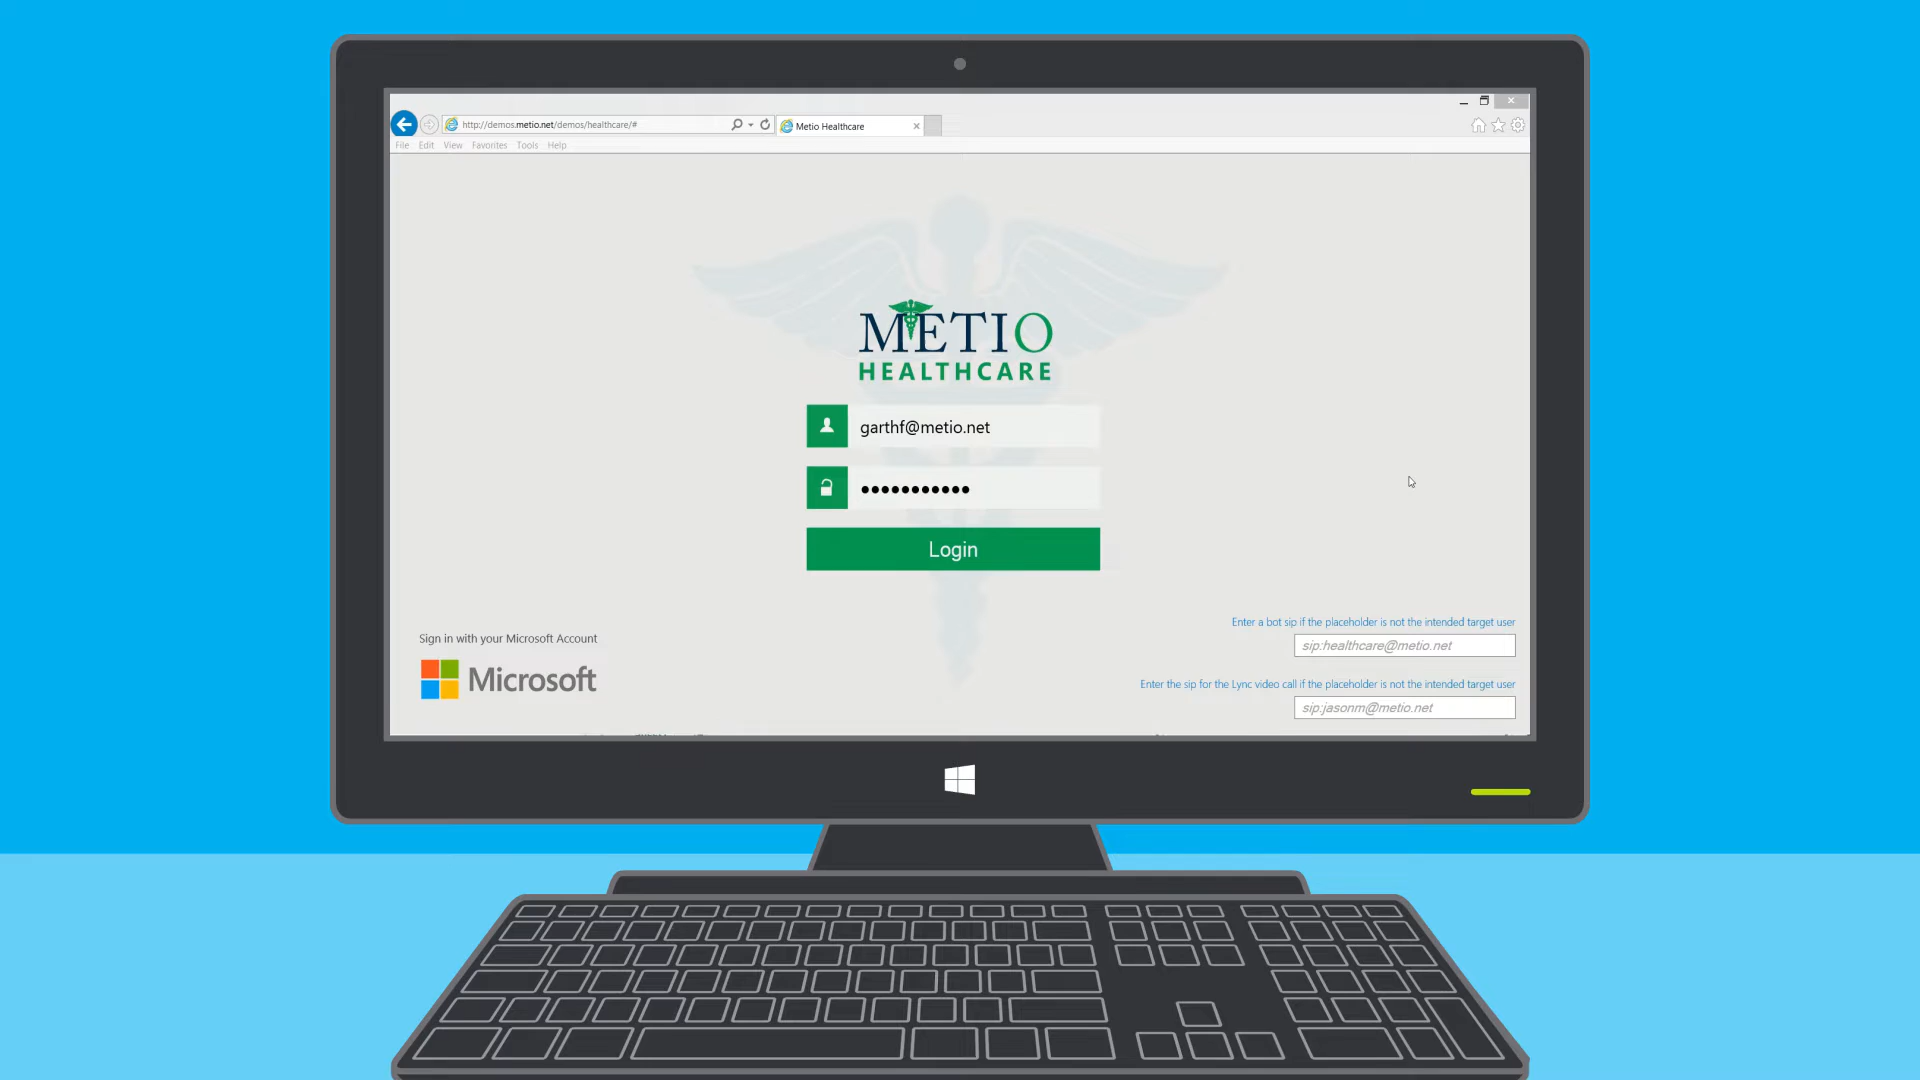 http://demos.metio.net/demos/healthcare/#
Metio Healthcare
File Edit View Favorites Tools Help
METIO
HEALTHCARE
garthf@metio.net
Login
Sign in with your Microsoft Account
Microsoft
Enter a bot sip if the placeholder is not the intended target user
sip:healthcare@metio.net
Enter the sip for the Lync video call if the placeholder is not the intended target user
sip:jasonm@metio.net